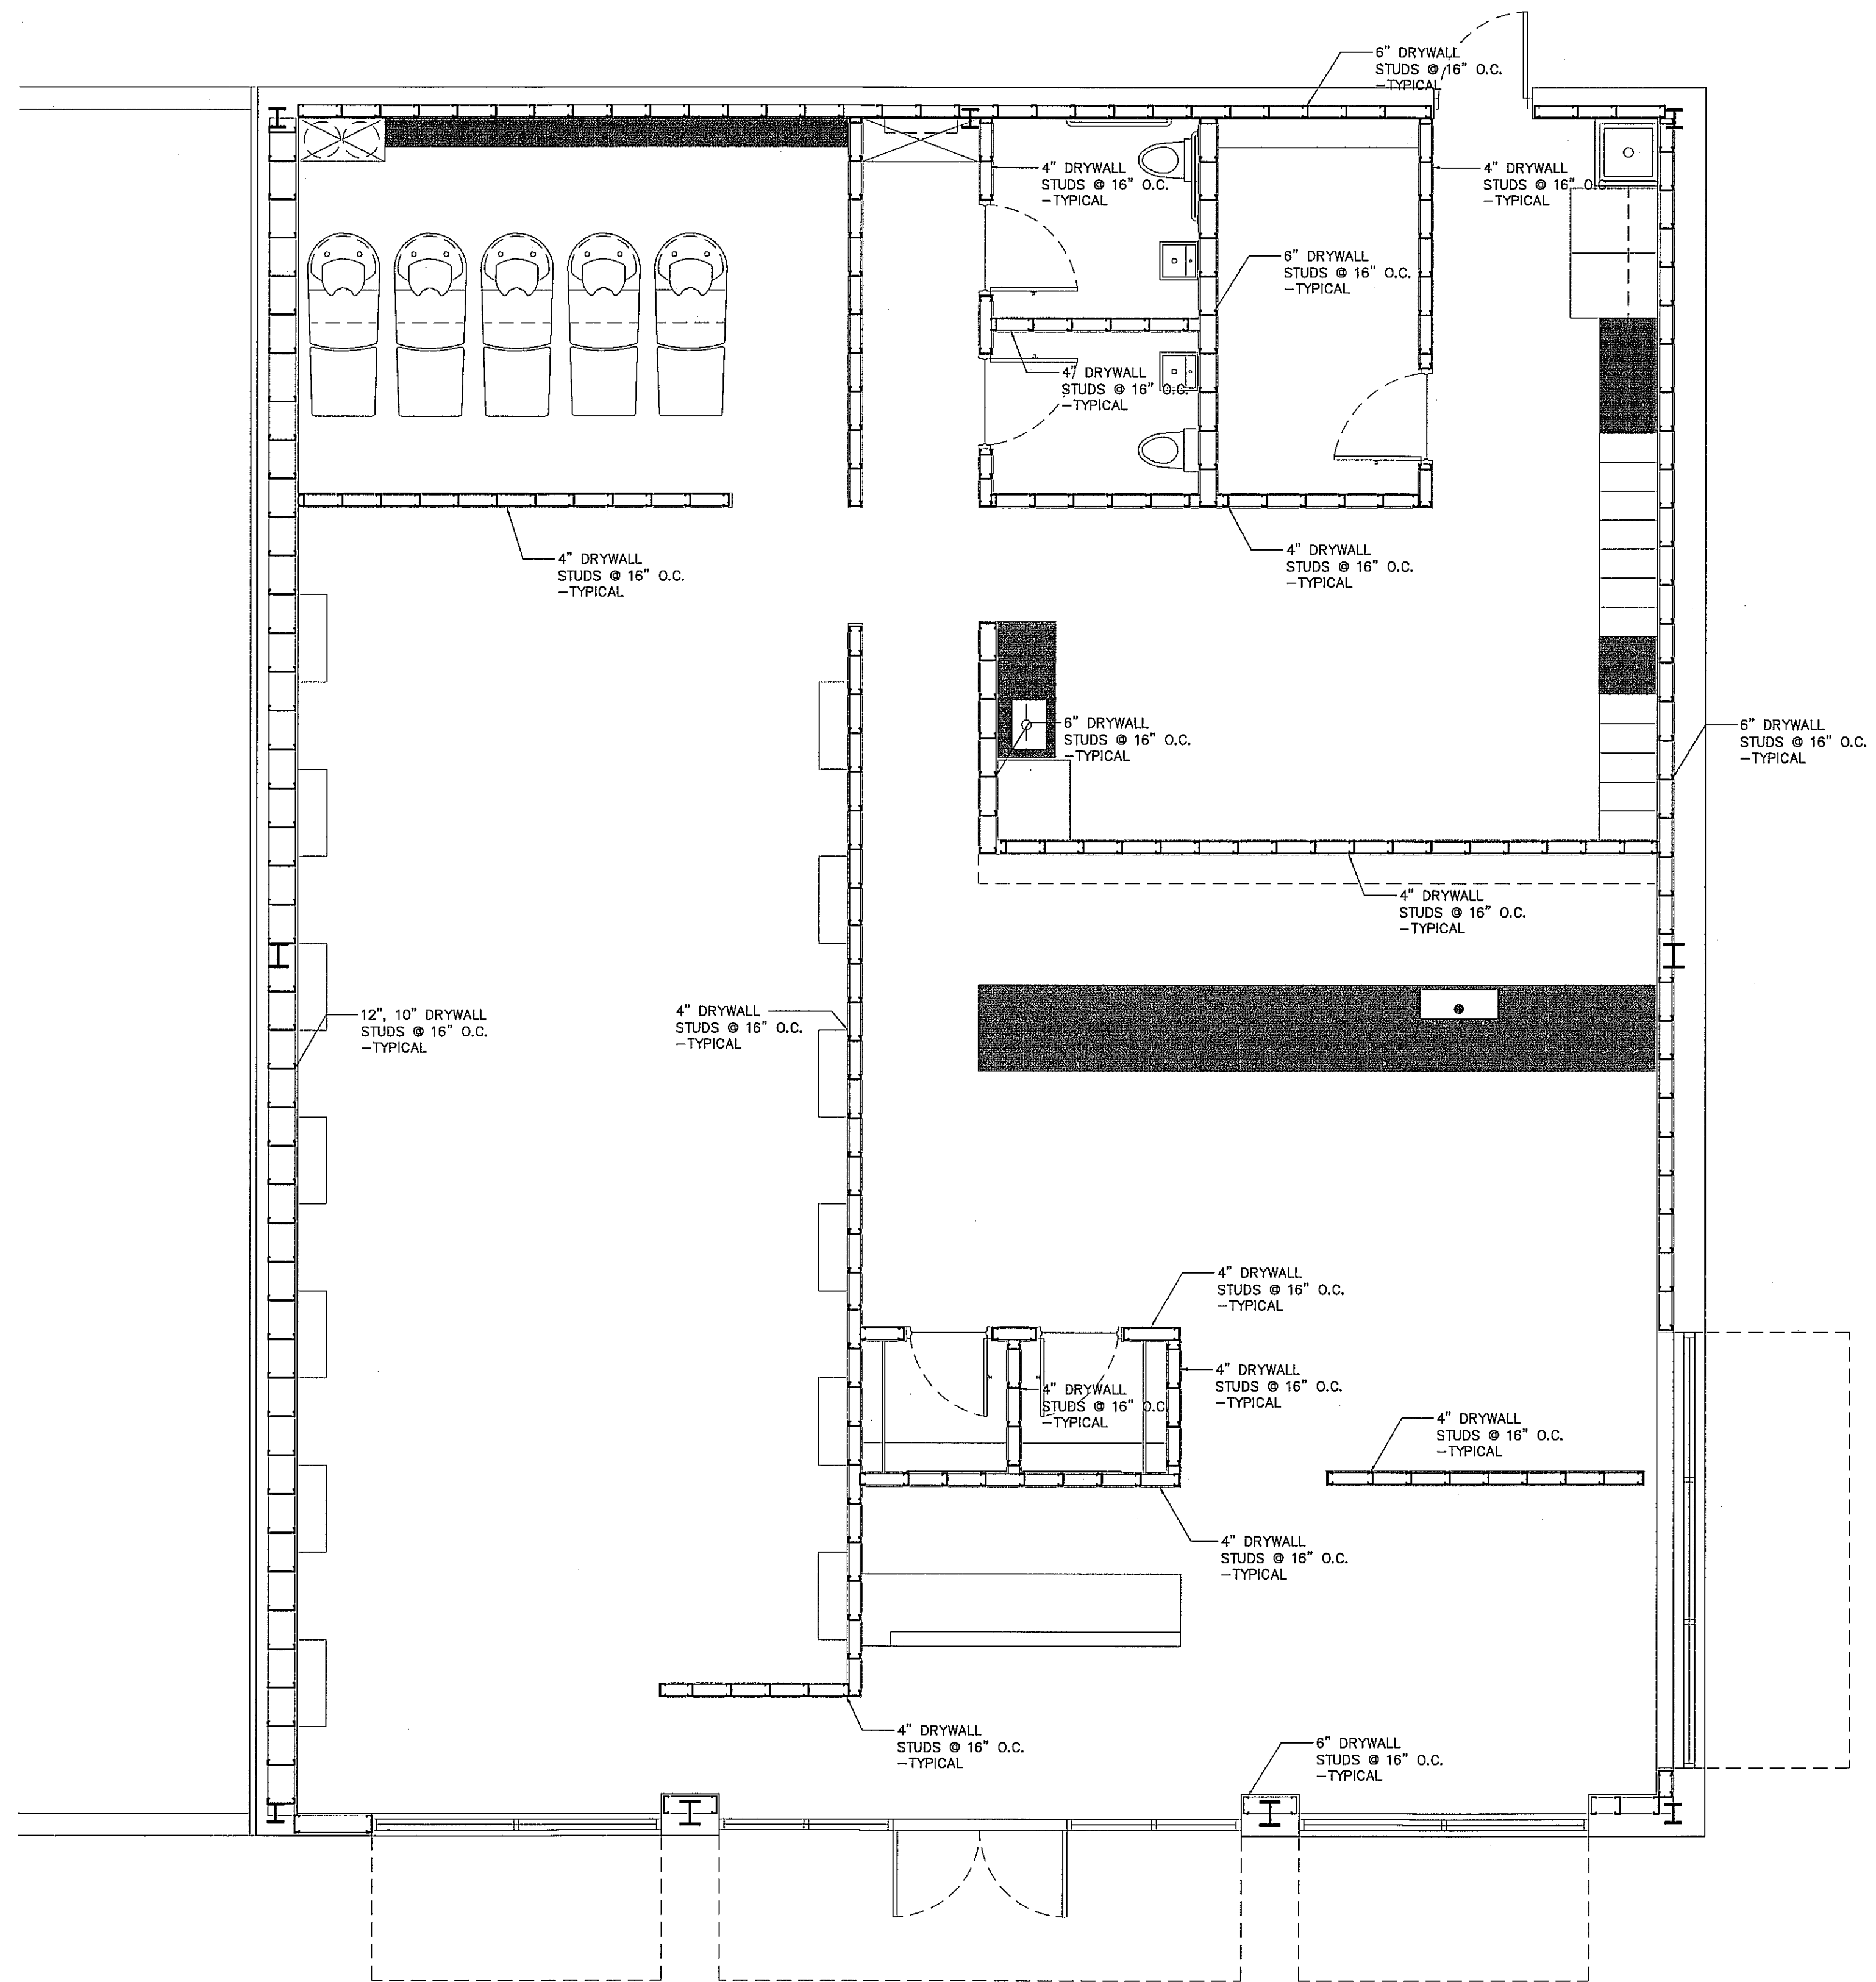 6" DRYWALL
STUDS @ 16" O.C.
-TYPICAL
4" DRYWALL
STUDS @ 16" O.C.
-TYPICAL
4" DRYWALL
STUDS @ 16" O.C.
-TYPICAL
6" DRYWALL
STUDS @ 16" O.C.
-TYPICAL
4" DRYWALL
STUDS @ 16" O.C.
-TYPICAL
4" DRYWALL
STUDS @ 16" O.C.
-TYPICAL
4" DRYWALL
STUDS @ 16" O.C.
-TYPICAL
6" DRYWALL
STUDS @ 16" O.C.
-TYPICAL
6" DRYWALL
STUDS @ 16" O.C.
-TYPICAL
4" DRYWALL
STUDS @ 16" O.C.
-TYPICAL
12", 10" DRYWALL
STUDS @ 16" O.C.
-TYPICAL
4" DRYWALL
STUDS @ 16" O.C.
-TYPICAL
4" DRYWALL
STUDS @ 16" O.C.
-TYPICAL
4" DRYWALL
STUDS @ 16" O.C.
-TYPICAL
4" DRYWALL
STUDS @ 16" O.C
-TYPICAL
4" DRYWALL
STUDS @ 16" O.C.
-TYPICAL
4" DRYWALL
STUDS @ 16" O.C.
-TYPICAL
4" DRYWALL
STUDS @ 16" O.C.
-TYPICAL
6" DRYWALL
STUDS @ 16" O.C.
-TYPICAL